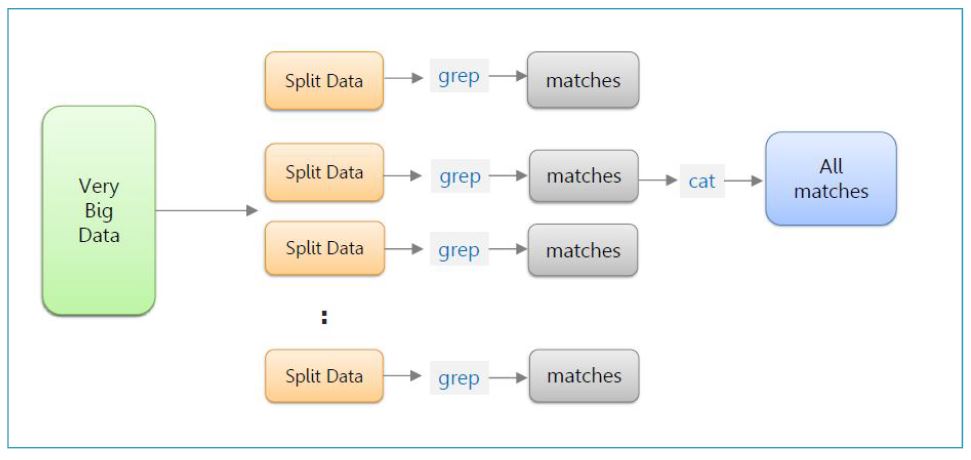 Very
Big
Data
Split Data
grep
matches
Split Data
grep
matches
cat
All
matches
Split Data
grep
matches
:
Split Data
grep
matches